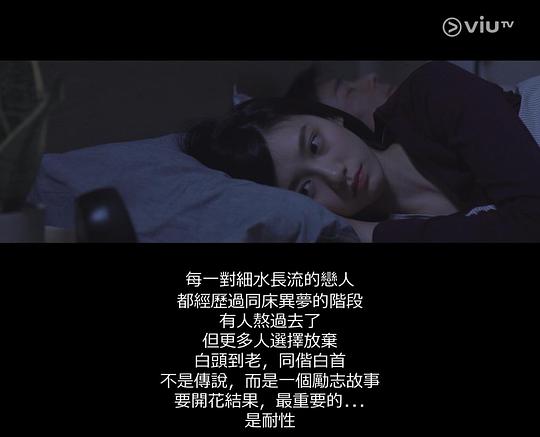 viuTV
每一對細水長流的戀人
都經歷過同床異夢的階段
有人熬過去了
但更多人選擇放棄
白頭到老，同偕白首
不是傳說，而是一個勵志故事
要開花結果，最重要的...
是耐性